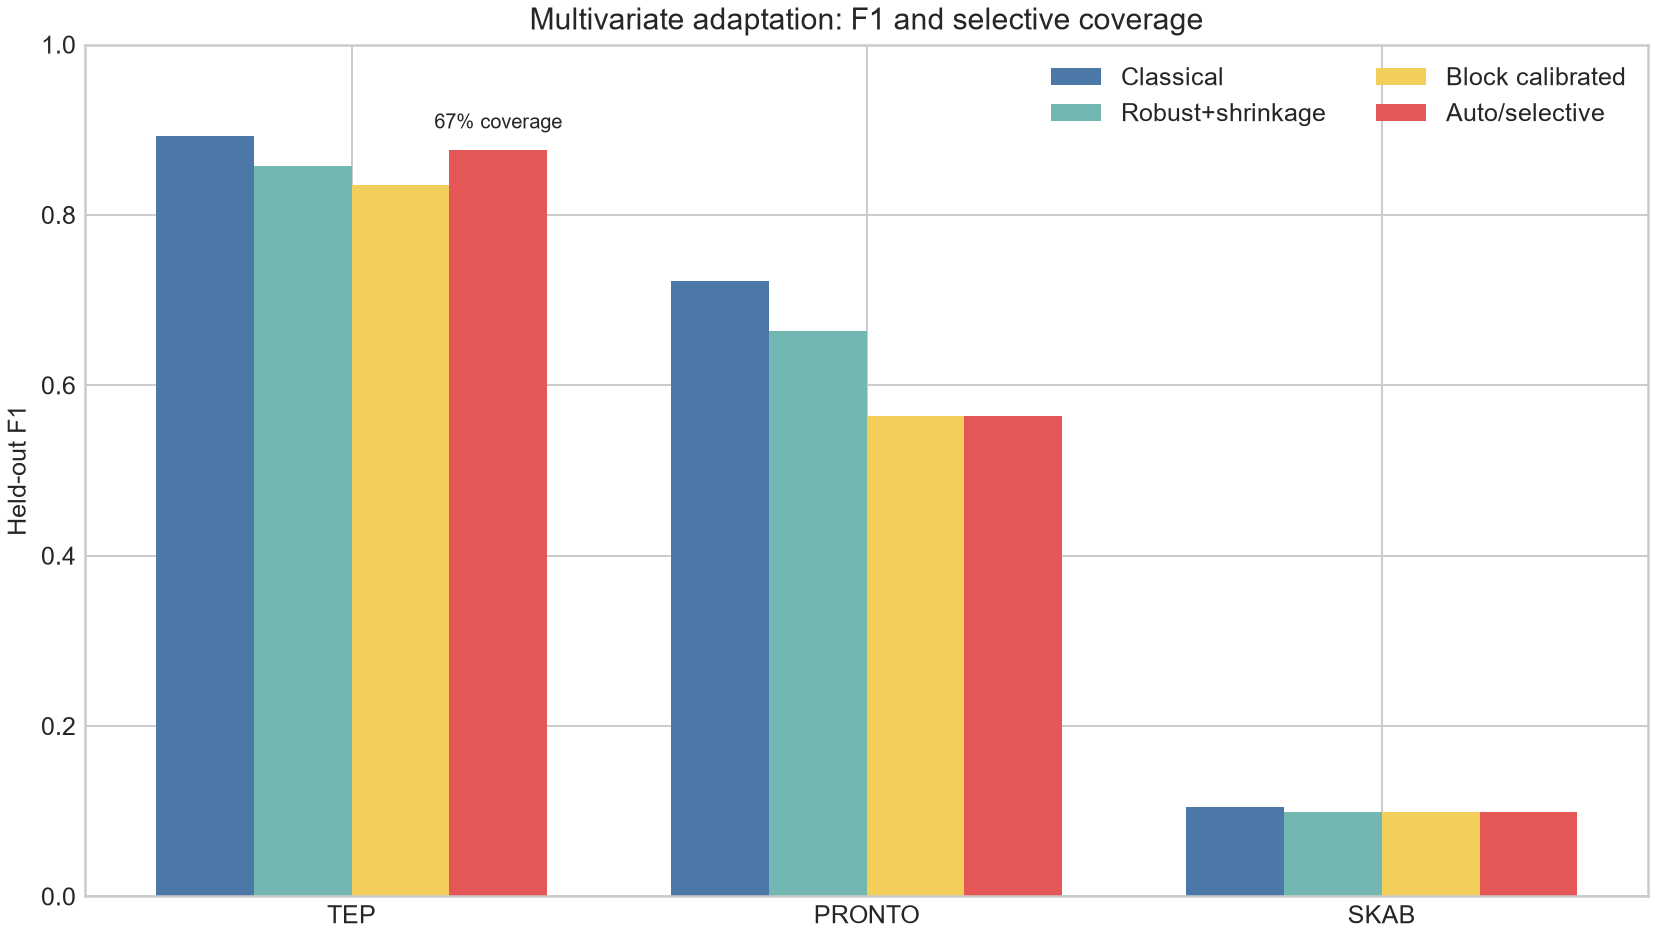 Multivariate adaptation: F1 and selective coverage
Classical
Robust+shrinkage
Block calibrated
Auto/selective
67% coverage
Held-out F1
1.0
0.8
0.6
0.4
0.2
0.0
TEP
PRONTO
SKAB